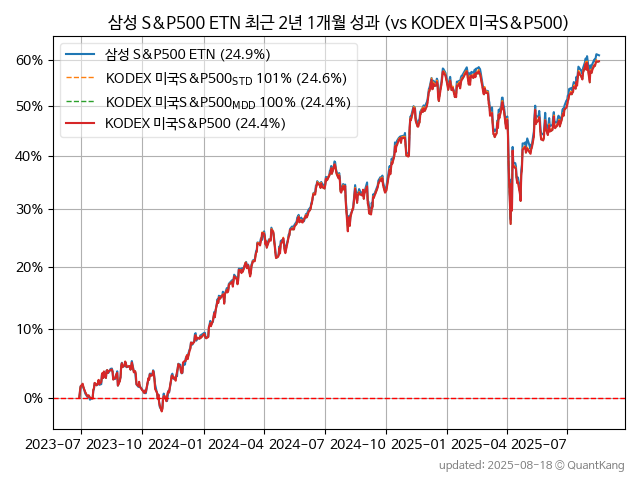 삼성 S&P500 ETN 최근 2년 1개월 성과 (vs KODEX 미국S&P500)
삼성 S&P500 ETN (24.9%)
KODEX 미국S&P500STD 101% (24.6%)
KODEX 미국S&P500MDD 100% (24.4%)
KODEX 미국S&P500 (24.4%)
60%
50%
40%
30%
20%
10%
0%
2023-07 2023-10 2024-01 2024-04 2024-07 2024-10 2025-01 2025-04 2025-07
updated: 2025-08-18 © QuantKang